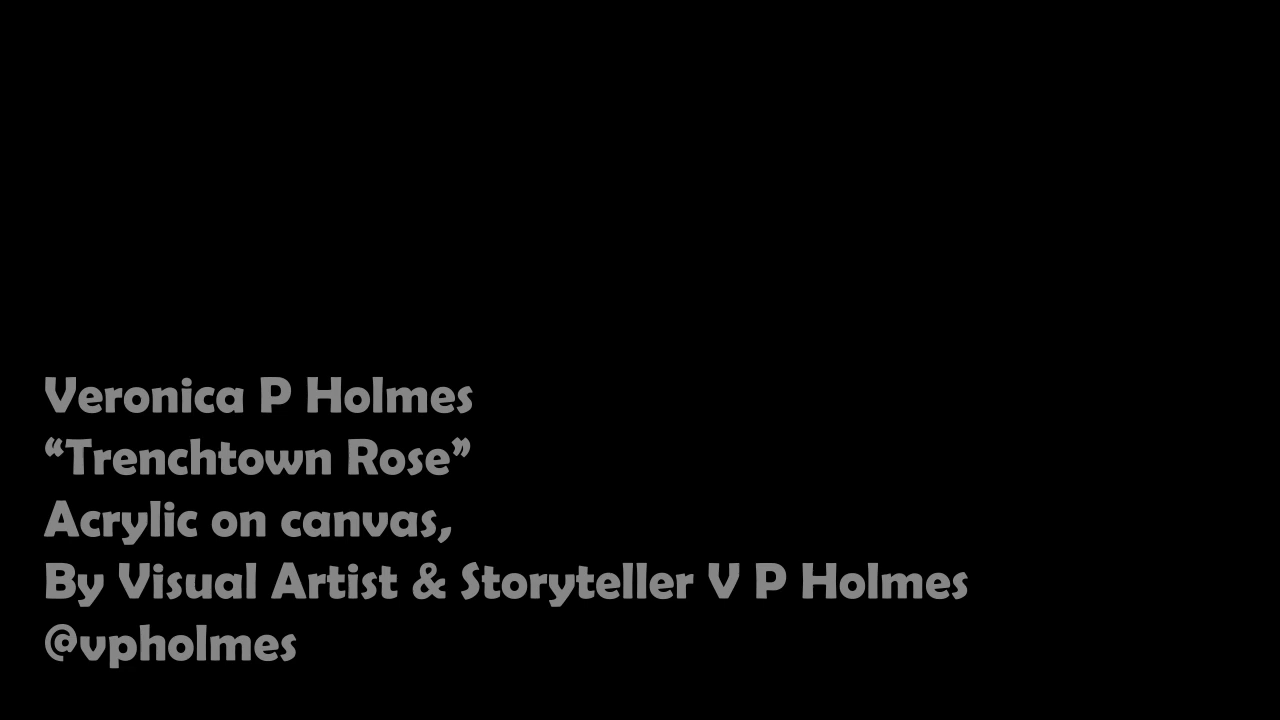 Veronica P Holmes
“Trenchtown Rose”
Acrylic on canvas,
By Visual Artist & Storyteller V P Holmes
@vpholmes